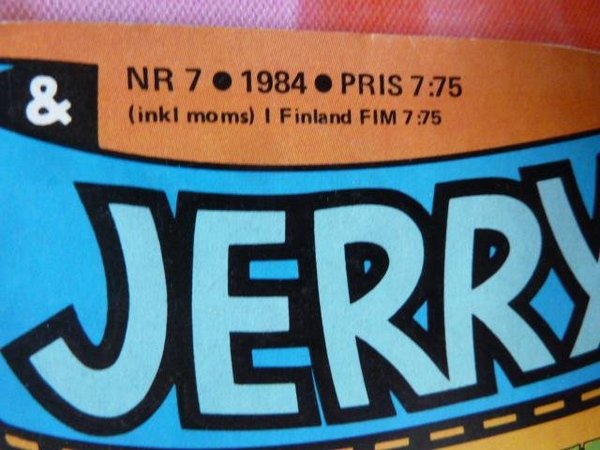 &
NR 7 ● 1984 ● PRIS 7:75
(inkl moms) I Finland FIM 7:75
JERRY